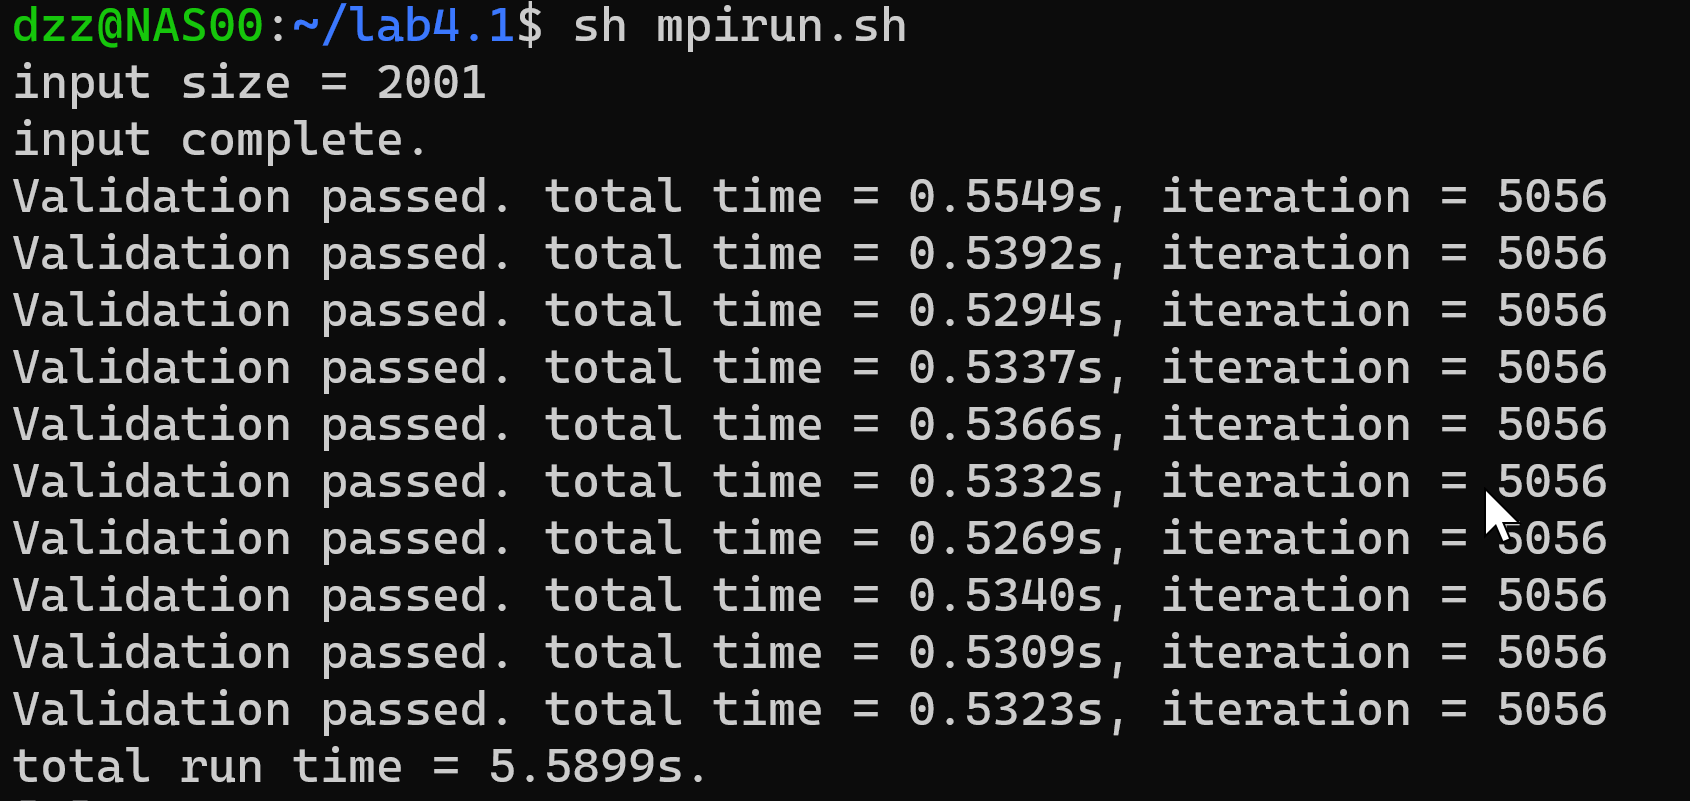 dzz@NAS00:~/lab4.1$ sh mpirun.sh
input size = 2001
input complete.
Validation passed. total time = 0.5549s, iteration = 5056
Validation passed. total time = 0.5392s, iteration = 5056
Validation passed. total time = 0.5294s, iteration = 5056
Validation passed. total time = 0.5337s, iteration = 5056
Validation passed. total time = 0.5366s, iteration = 5056
Validation passed. total time = 0.5332s, iteration = 5056
Validation passed. total time = 0.5269s, iteration = 5056
Validation passed. total time = 0.5340s, iteration = 5056
Validation passed. total time = 0.5309s, iteration = 5056
Validation passed. total time = 0.5323s, iteration = 5056
total run time = 5.5899s.